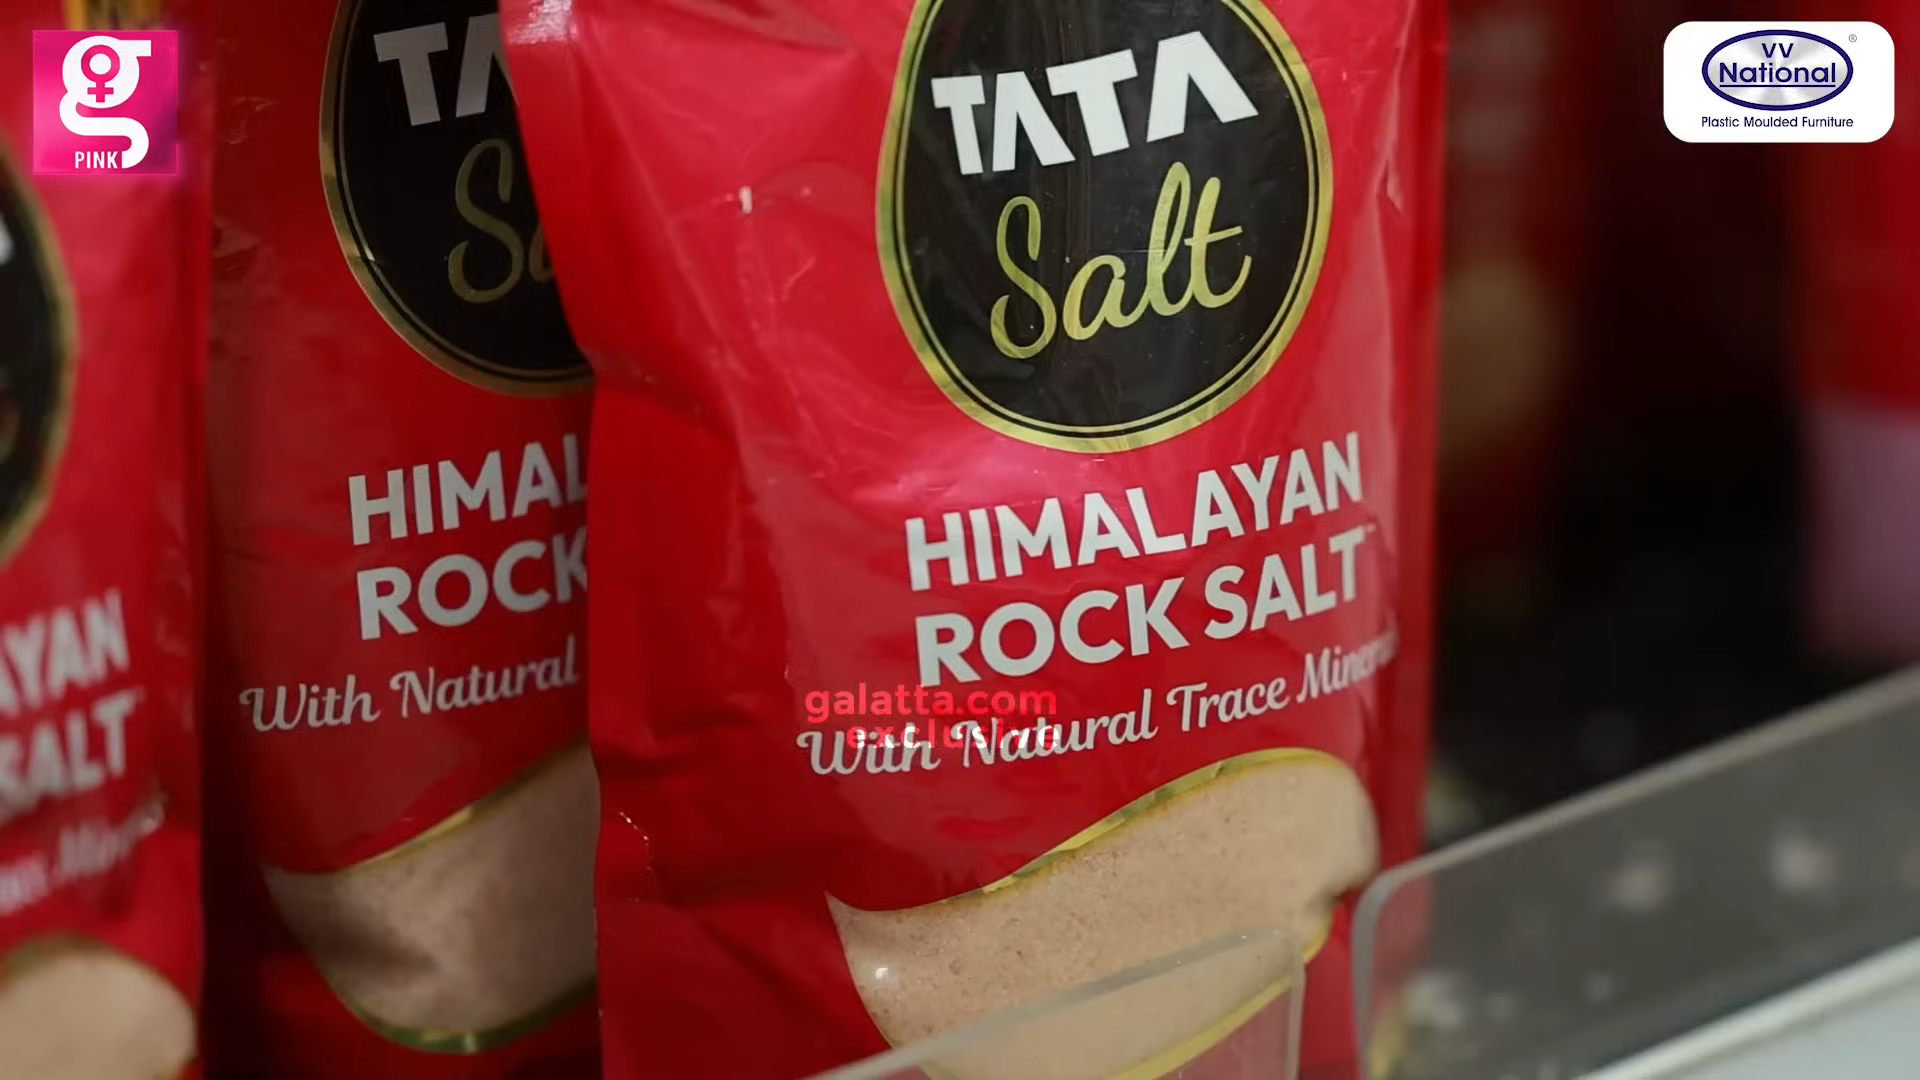 PINK
VV
National
®
Plastic Moulded Furniture
TATA
Salt
HIMALAYAN
ROCK SALT
With Natural Trace
galatta.com
exclusive
TATA
HIMAL
ROCK
With Natural
AYAN
SALT